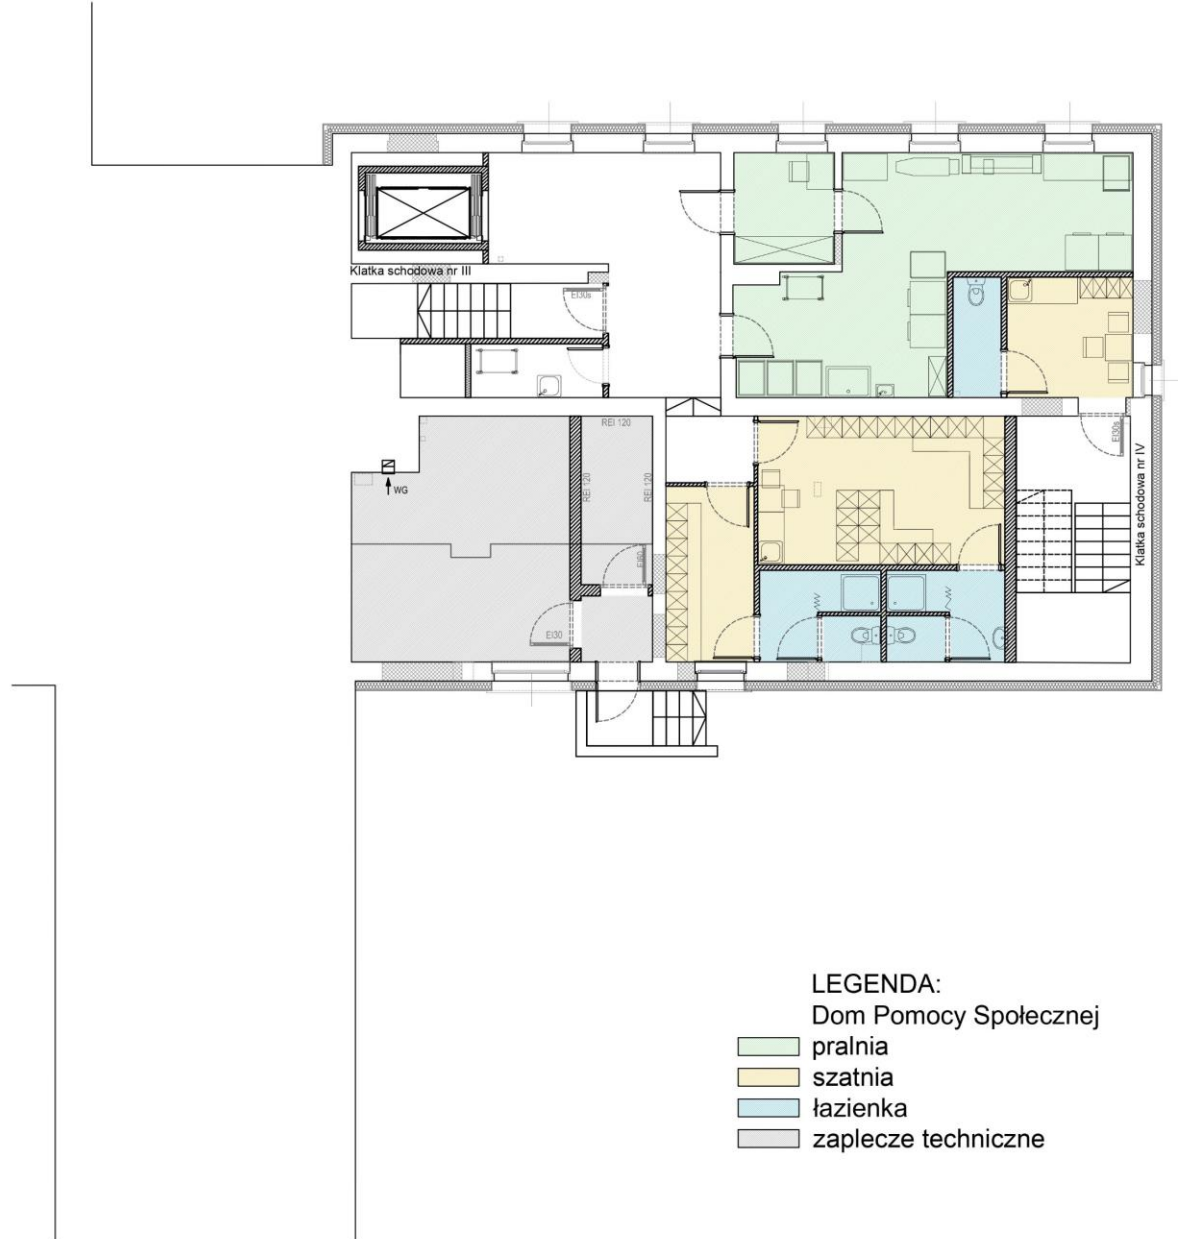 Klatka schodowa nr III
EI30s
REI 120
REI 120
REI 120
WG
EI60
EI30
EI30s
Klatka schodowa nr IV
LEGENDA:
Dom Pomocy Społecznej
pralnia
szatnia
łazienka
zaplecze techniczne